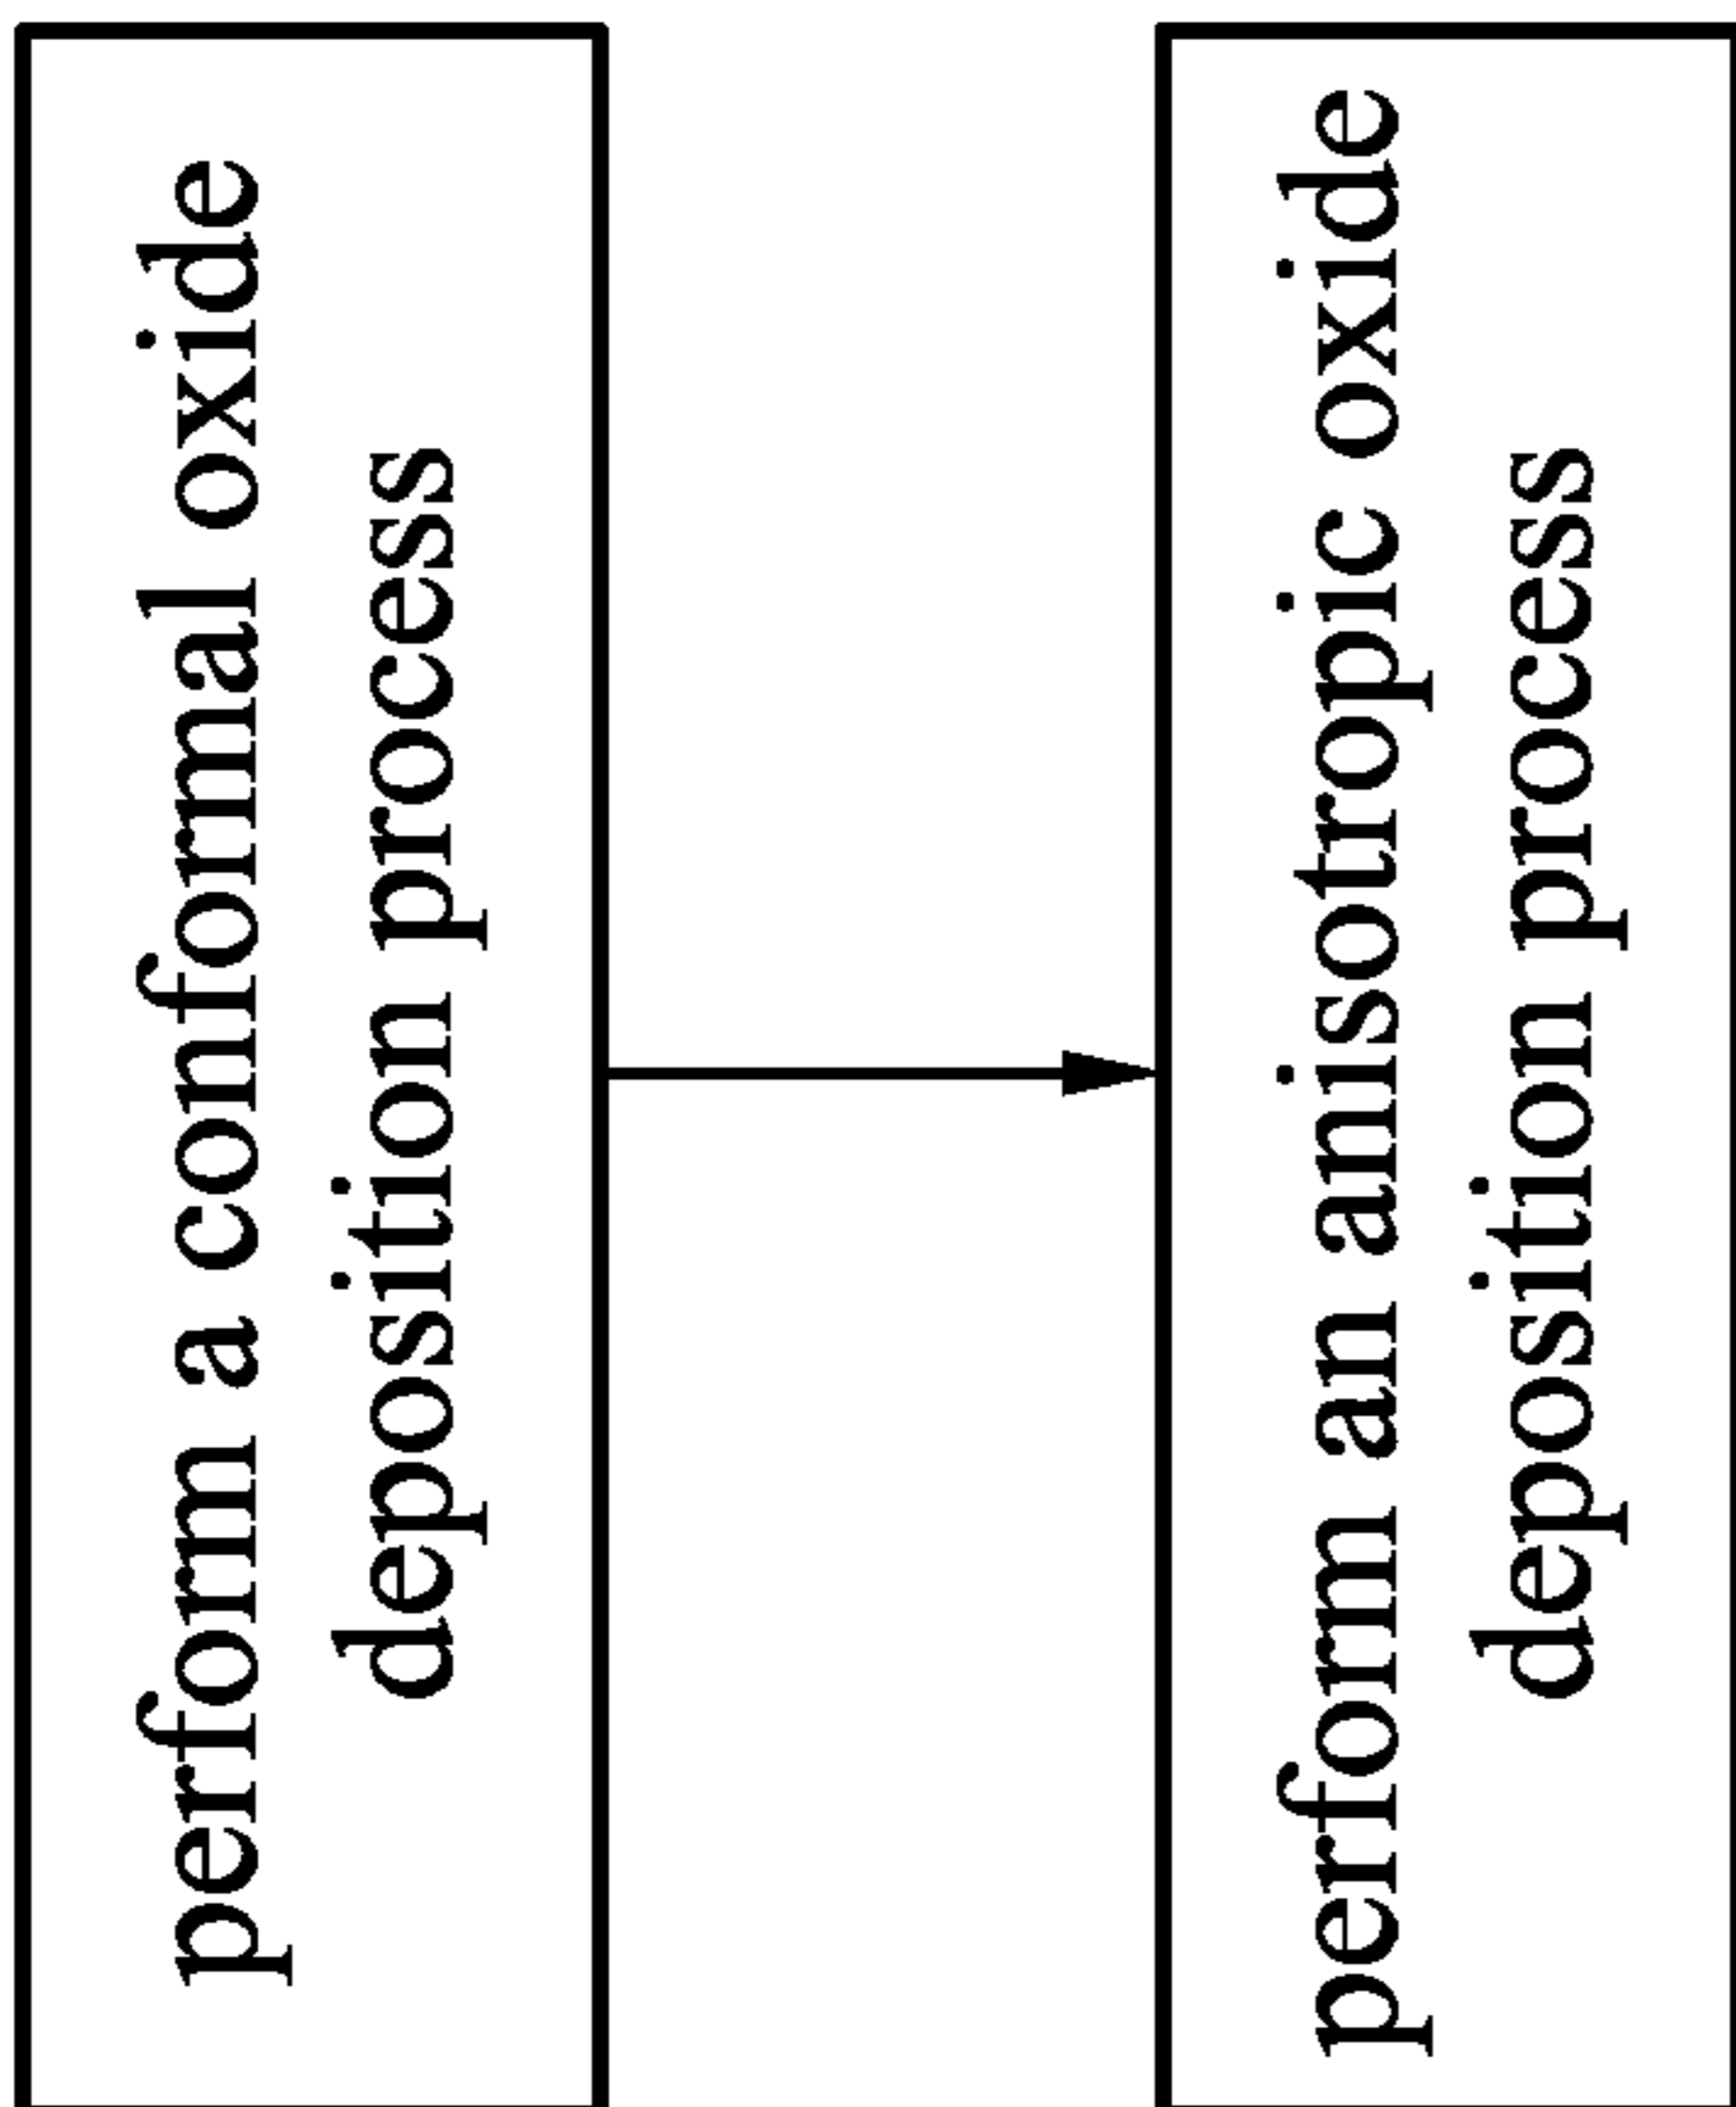 perform a conformal oxide
deposition process
perform an anisotropic oxide
deposition process